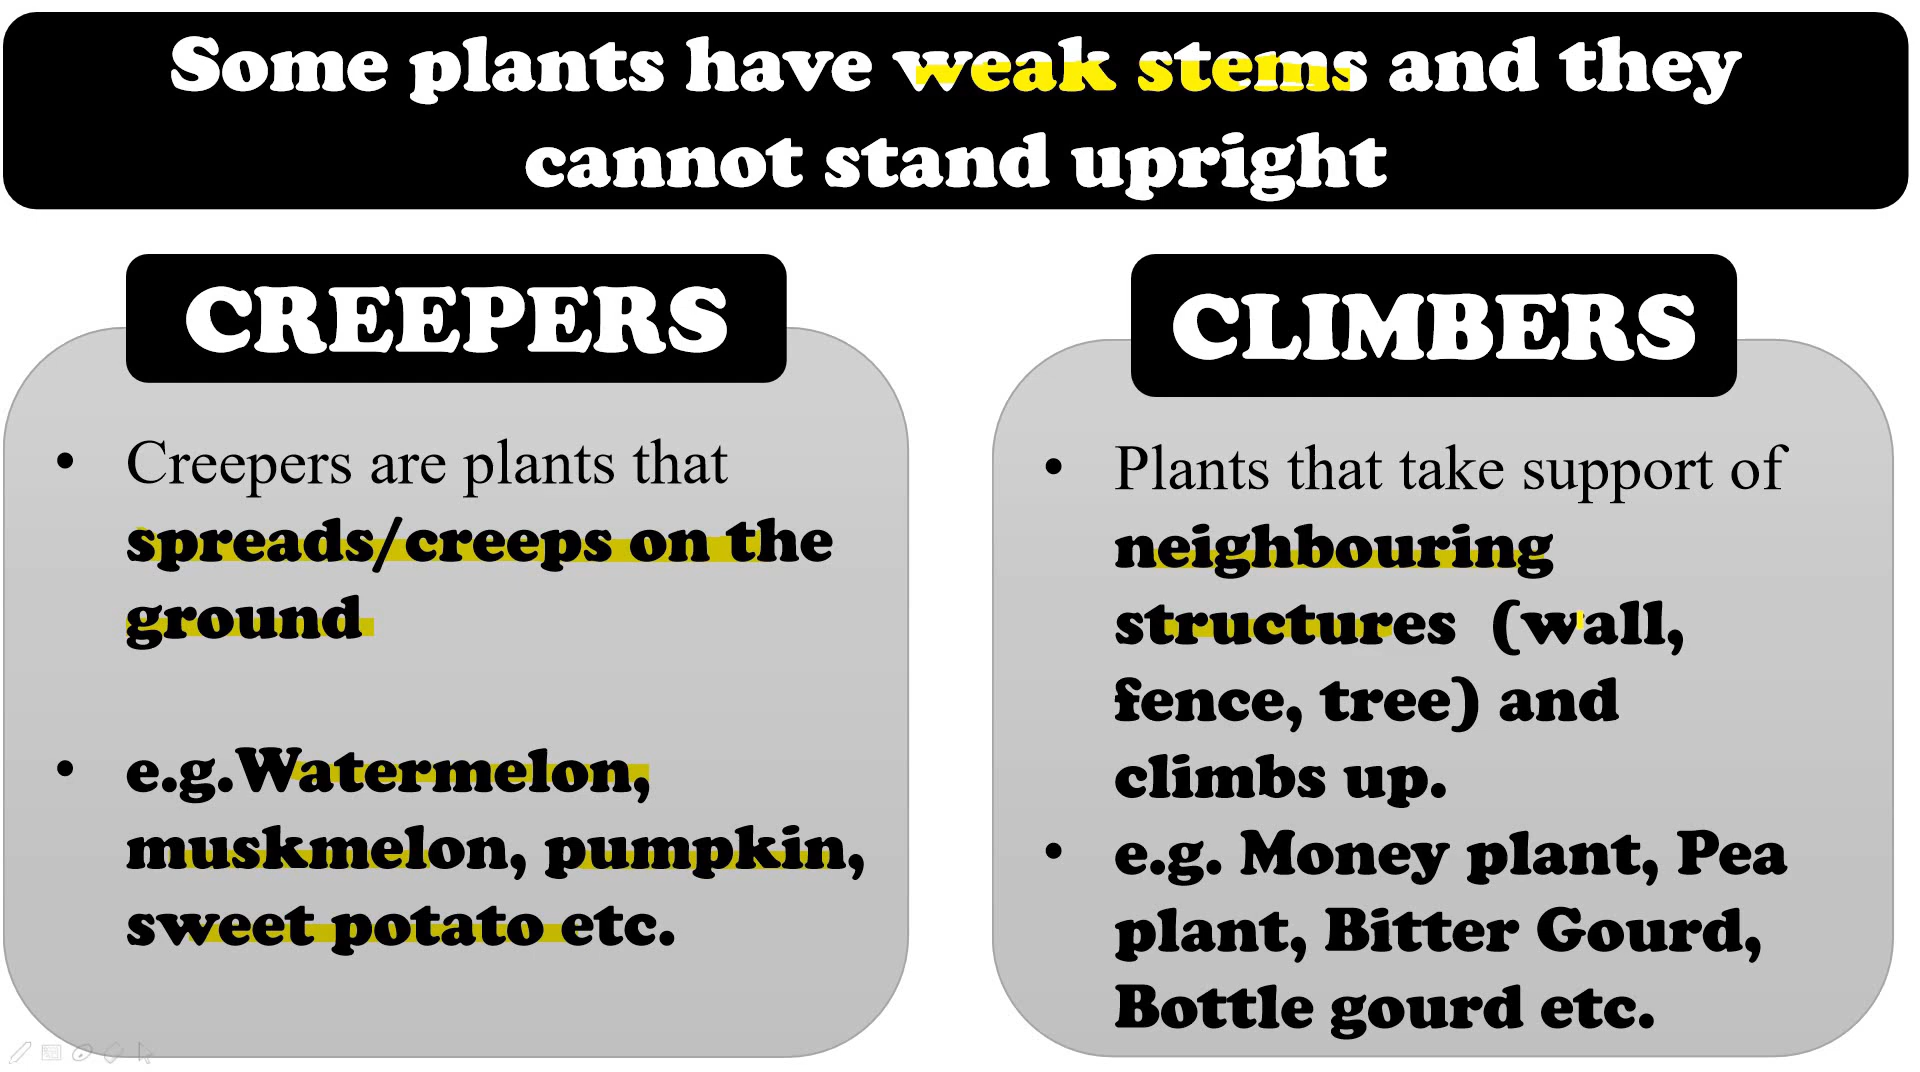 Some plants have weak stems and they
cannot stand upright
CREEPERS
• Creepers are plants that
spreads/creeps on the
ground
• e.g.Watermelon,
muskmelon, pumpkin,
sweet potato etc.
CLIMBERS
• Plants that take support of
neighbouring
structures  (wall,
fence, tree) and
climbs up.
• e.g. Money plant, Pea
plant, Bitter Gourd,
Bottle gourd etc.